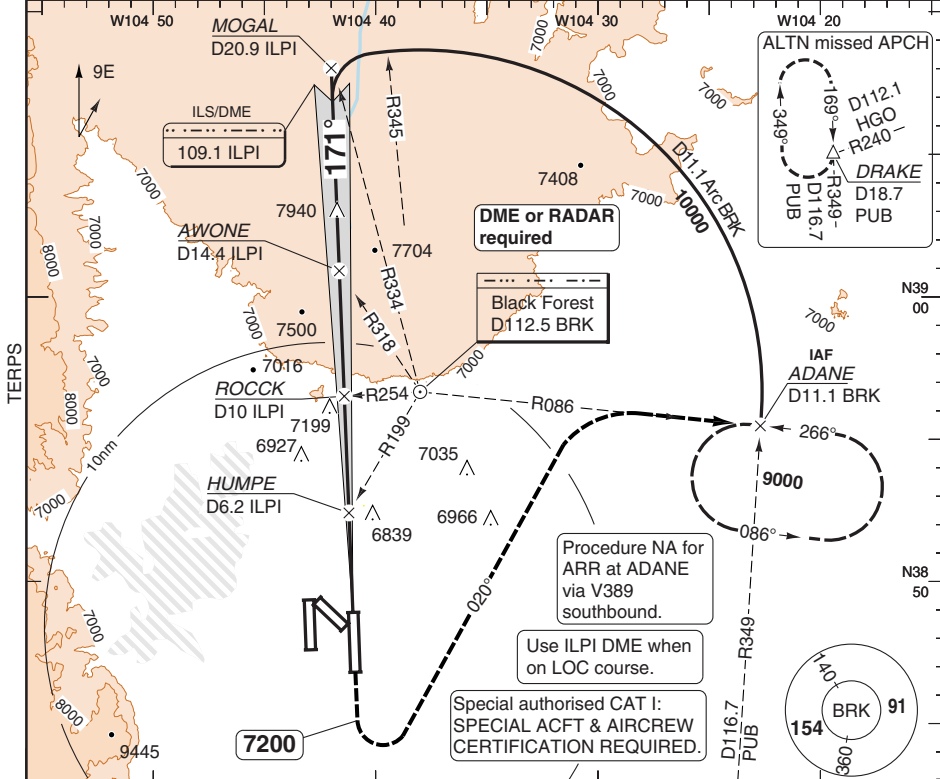 W104 50
W104 40
W104 30
W104 20
TERPS
9E
MOGAL
D20.9 ILPI
ILS/DME
109.1 ILPI
171°
7940
AWONE
D14.4 ILPI
7704
7500
7016
ROCCK
D10 ILPI
7199
6927
10nm
HUMPE
D6.2 ILPI
6839
7035
6966
9445
7408
R345
R334
R318
R254
R199
R086
D11.1 Arc BRK
10000
DME or RADAR
required
Black Forest
D112.5 BRK
ALTN missed APCH
349°
169°
D112.1
HGO
R240
DRAKE
D18.7
PUB
R349
D116.7
PUB
N39
00
IAF
ADANE
D11.1 BRK
266°
9000
086°
N38
50
020°
Procedure NA for
ARR at ADANE
via V389
southbound.
Use ILPI DME when
on LOC course.
Special authorised CAT I:
SPECIAL ACFT & AIRCREW
CERTIFICATION REQUIRED.
7200
R349
D116.7
PUB
140
BRK
91
154
360
7000
7000
7000
7000
7000
7000
7000
7000
7000
7000
7000
7000
8000
8000
8000